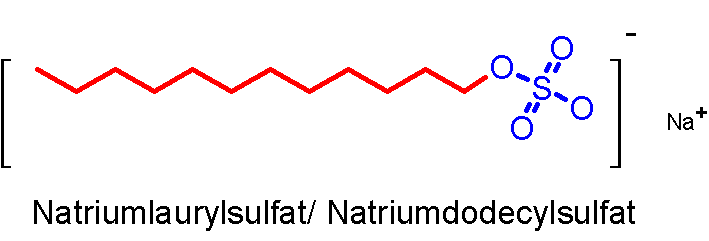 O
O
S
O
O
-
Na+
Natriumlaurylsulfat/ Natriumdodecylsulfat